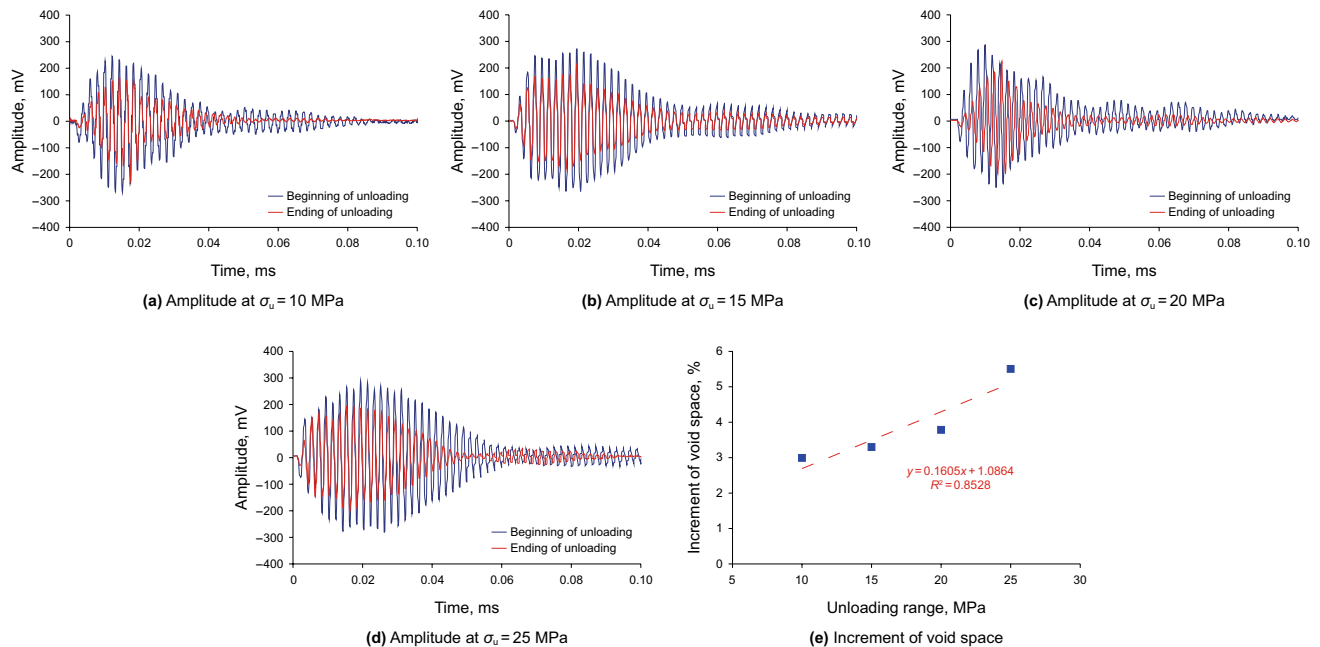 400
300
200
100
0
–100
–200
–300
–400
Amplitude, mV
Beginning of unloading
Ending of unloading
0 0.02 0.04 0.06 0.08 0.10
Time, ms
(a) Amplitude at σu = 10 MPa
400
300
200
100
0
–100
–200
–300
–400
Amplitude, mV
Beginning of unloading
Ending of unloading
0 0.02 0.04 0.06 0.08 0.10
Time, ms
(b) Amplitude at σu = 15 MPa
400
300
200
100
0
–100
–200
–300
–400
Amplitude, mV
Beginning of unloading
Ending of unloading
0 0.02 0.04 0.06 0.08 0.10
Time, ms
(c) Amplitude at σu = 20 MPa
400
300
200
100
0
–100
–200
–300
–400
Amplitude, mV
Beginning of unloading
Ending of unloading
0 0.02 0.04 0.06 0.08 0.10
Time, ms
(d) Amplitude at σu = 25 MPa
6
5
4
3
2
1
0
Increment of void space, %
y = 0.1605x + 1.0864
R² = 0.8528
5 10 15 20 25 30
Unloading range, MPa
(e) Increment of void space